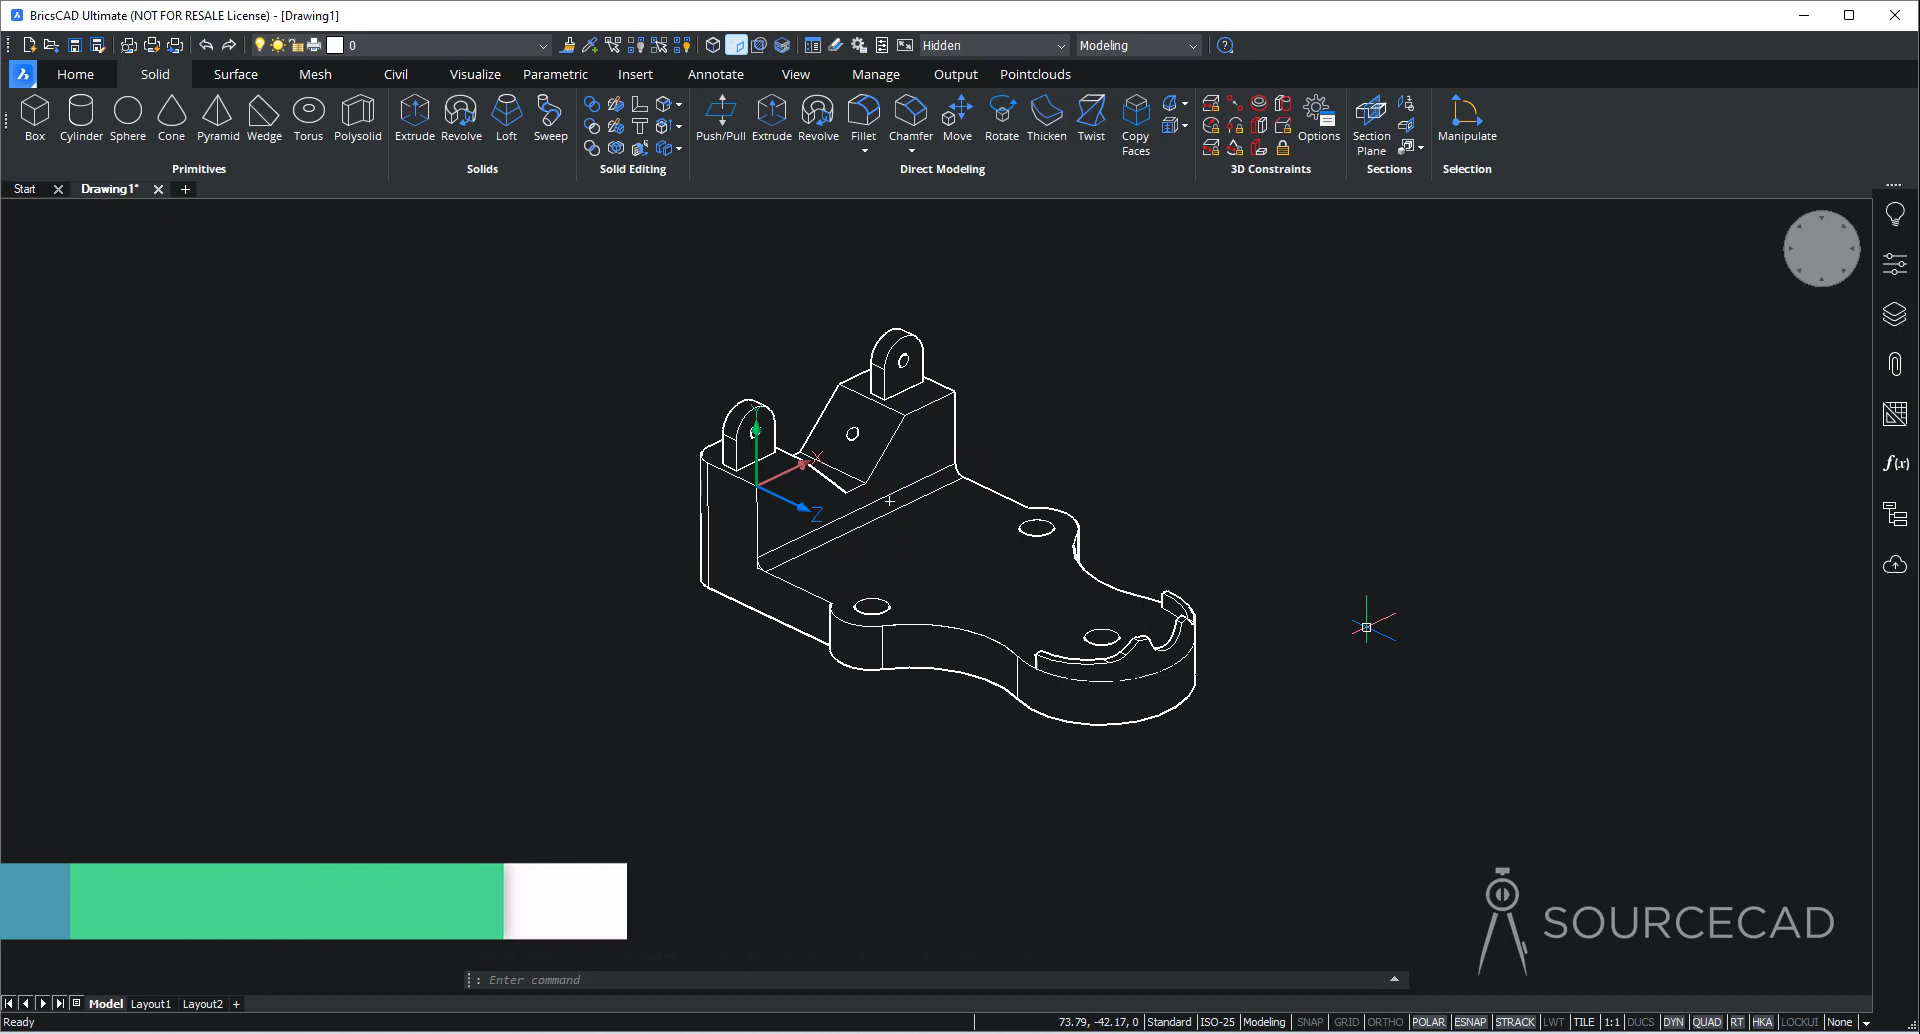 BricsCAD Ultimate (NOT FOR RESALE License) - [Drawing1]
0 Hidden Modeling
Home Solid Surface Mesh Civil Visualize Parametric Insert Annotate View Manage Output Pointclouds
Box Cylinder Sphere Cone Pyramid Wedge Torus Polysolid Extrude Revolve Loft Sweep Push/Pull Extrude Revolve Fillet Chamfer Move Rotate Thicken Twist Copy Faces Options Section Plane Manipulate
Primitives Solids Solid Editing Direct Modeling 3D Constraints Sections Selection
Start Drawing1* +
f(x)
Y
X
Z
SOURCECAD
: Enter command
Model Layout1 Layout2 +
Ready 73.79, -42.17, 0 Standard ISO-25 Modeling SNAP GRID ORTHO POLAR ESNAP STRACK LWT TILE 1:1 DUCS DYN QUAD RT HKA LOCKUI None